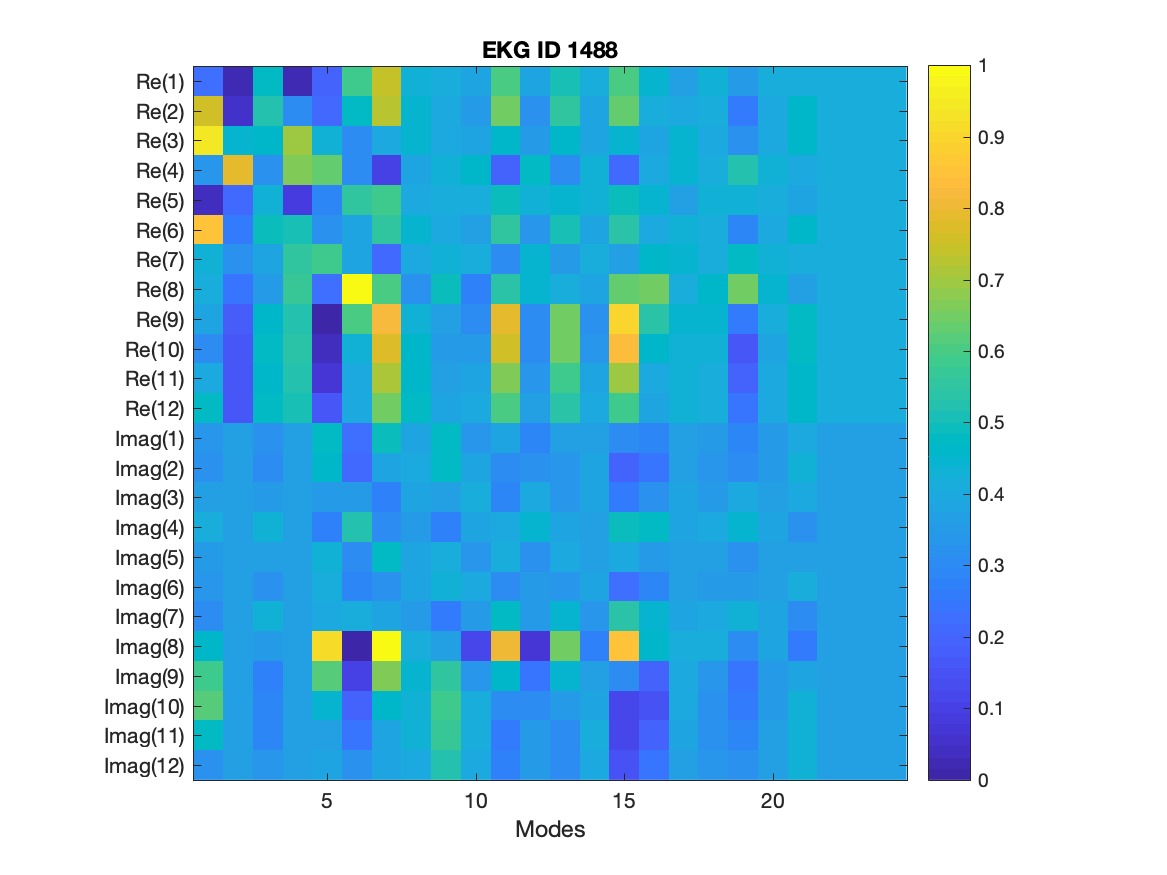 EKG ID 1488
Re(1)
Re(2)
Re(3)
Re(4)
Re(5)
Re(6)
Re(7)
Re(8)
Re(9)
Re(10)
Re(11)
Re(12)
Imag(1)
Imag(2)
Imag(3)
Imag(4)
Imag(5)
Imag(6)
Imag(7)
Imag(8)
Imag(9)
Imag(10)
Imag(11)
Imag(12)
5 10 15 20
Modes
1
0.9
0.8
0.7
0.6
0.5
0.4
0.3
0.2
0.1
0